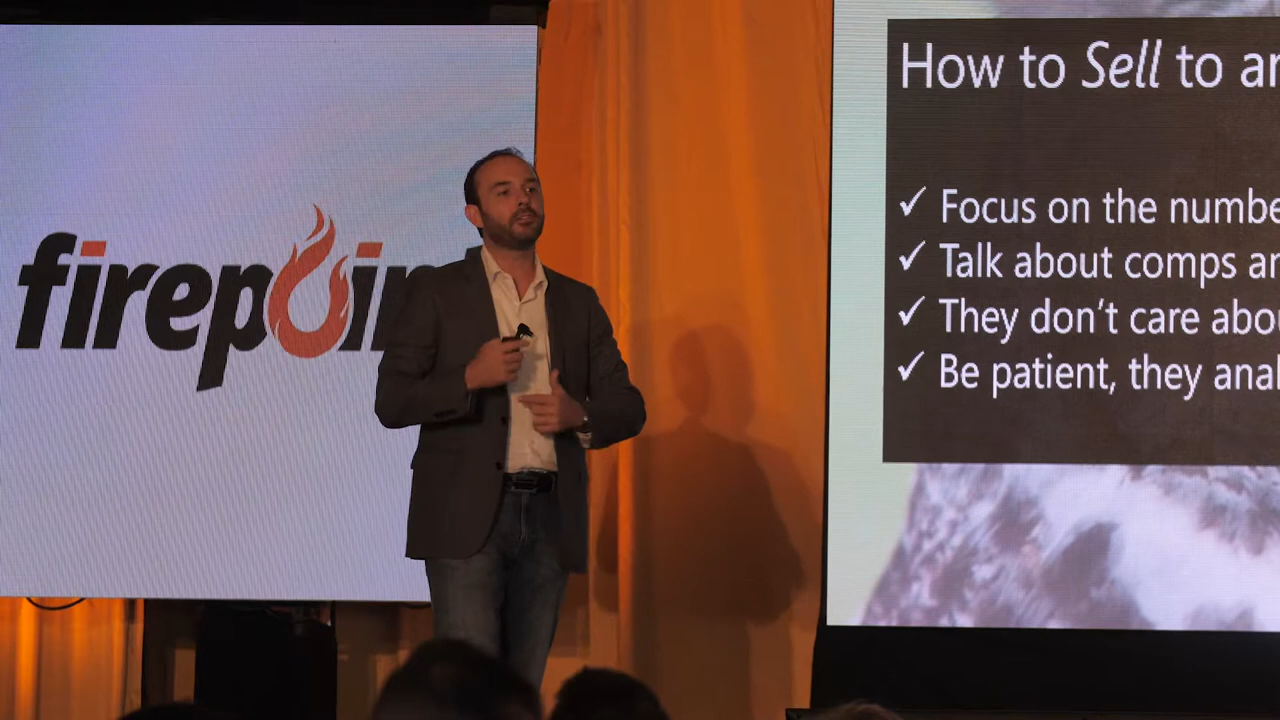 firepoin
How to Sell to an
✓ Focus on the numbe
✓ Talk about comps an
✓ They don't care abou
✓ Be patient, they anal